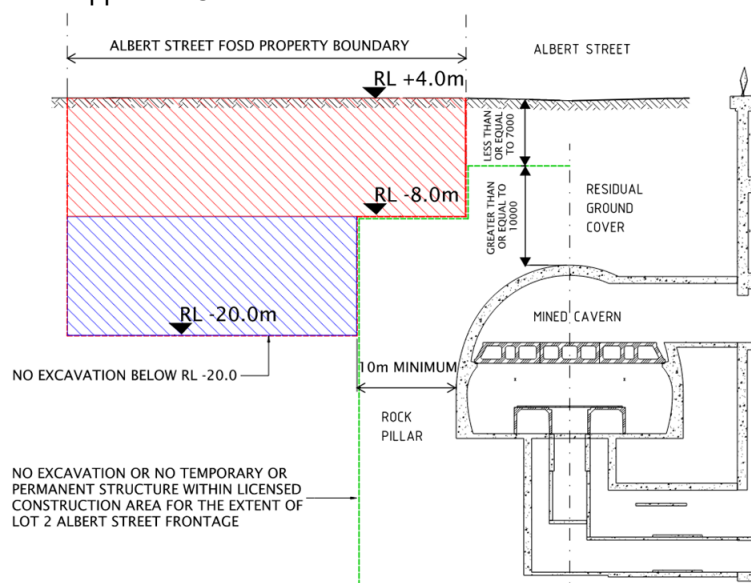 ALBERT STREET FOSD PROPERTY BOUNDARY
ALBERT STREET
RL +4.0m
LESS THAN
OR EQUAL
TO 7000
RL -8.0m
GREATER THAN
OR EQUAL TO
10000
RESIDUAL
GROUND
COVER
RL -20.0m
MINED CAVERN
NO EXCAVATION BELOW RL -20.0
10m MINIMUM
ROCK
PILLAR
NO EXCAVATION OR NO TEMPORARY OR
PERMANENT STRUCTURE WITHIN LICENSED
CONSTRUCTION AREA FOR THE EXTENT OF
LOT 2 ALBERT STREET FRONTAGE